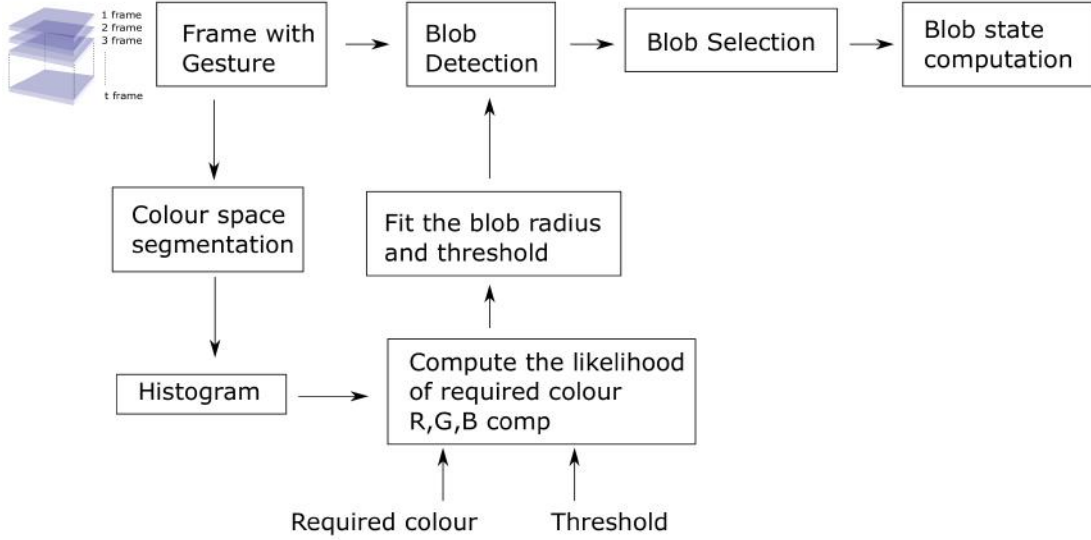 1 frame
2 frame
3 frame
t frame
Frame with
Gesture
Blob
Detection
Blob Selection
Blob state
computation
Colour space
segmentation
Fit the blob radius
and threshold
Histogram
Compute the likelihood
of required colour
R,G,B comp
Required colour
Threshold